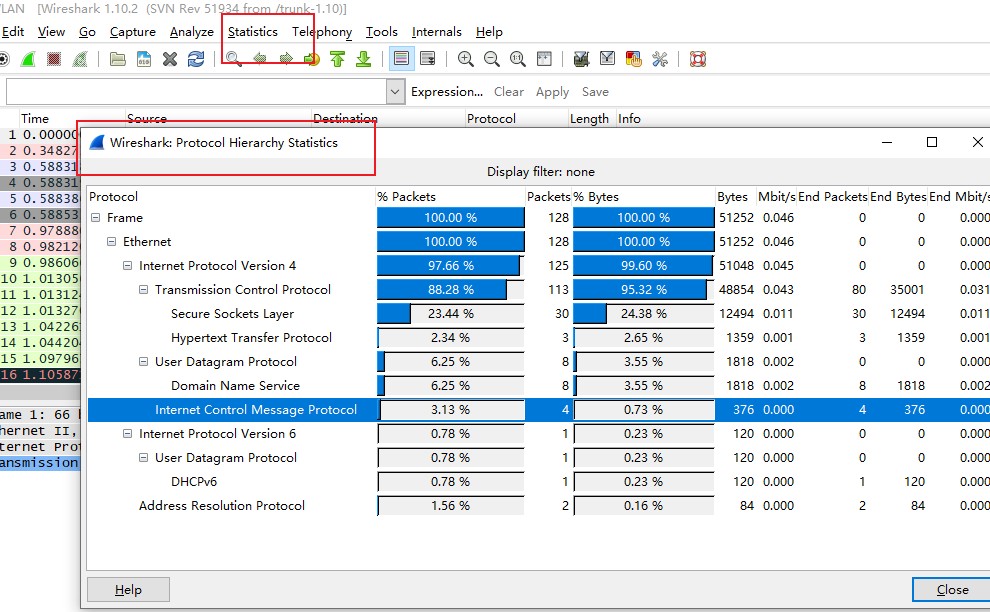 /LAN [Wireshark 1.10.2 (SVN Rev 51934 from /trunk-1.10)]
Edit View Go Capture Analyze Statistics Telephony Tools Internals Help
Expression... Clear Apply Save
Time Source Destination Protocol Length Info
1 0.00000
2 0.34827
3 0.58831
4 0.58831
5 0.58838
6 0.58853
7 0.97888
8 0.98212
9 0.98606
10 1.01305
11 1.01312
12 1.01327
13 1.04226
14 1.04420
15 1.09796
16 1.10587
ame 1: 66
hernet II,
ternet Pro
ansmission
Wireshark: Protocol Hierarchy Statistics
Display filter: none
Protocol % Packets Packets % Bytes Bytes Mbit/s End Packets End Bytes End Mbit/s
Frame 100.00 % 128 100.00 % 51252 0.046 0 0 0.000
Ethernet 100.00 % 128 100.00 % 51252 0.046 0 0 0.000
Internet Protocol Version 4 97.66 % 125 99.60 % 51048 0.045 0 0 0.000
Transmission Control Protocol 88.28 % 113 95.32 % 48854 0.043 80 35001 0.031
Secure Sockets Layer 23.44 % 30 24.38 % 12494 0.011 30 12494 0.011
Hypertext Transfer Protocol 2.34 % 3 2.65 % 1359 0.001 3 1359 0.001
User Datagram Protocol 6.25 % 8 3.55 % 1818 0.002 0 0 0.000
Domain Name Service 6.25 % 8 3.55 % 1818 0.002 8 1818 0.002
Internet Control Message Protocol 3.13 % 4 0.73 % 376 0.000 4 376 0.000
Internet Protocol Version 6 0.78 % 1 0.23 % 120 0.000 0 0 0.000
User Datagram Protocol 0.78 % 1 0.23 % 120 0.000 0 0 0.000
DHCPv6 0.78 % 1 0.23 % 120 0.000 1 120 0.000
Address Resolution Protocol 1.56 % 2 0.16 % 84 0.000 2 84 0.000
Help Close